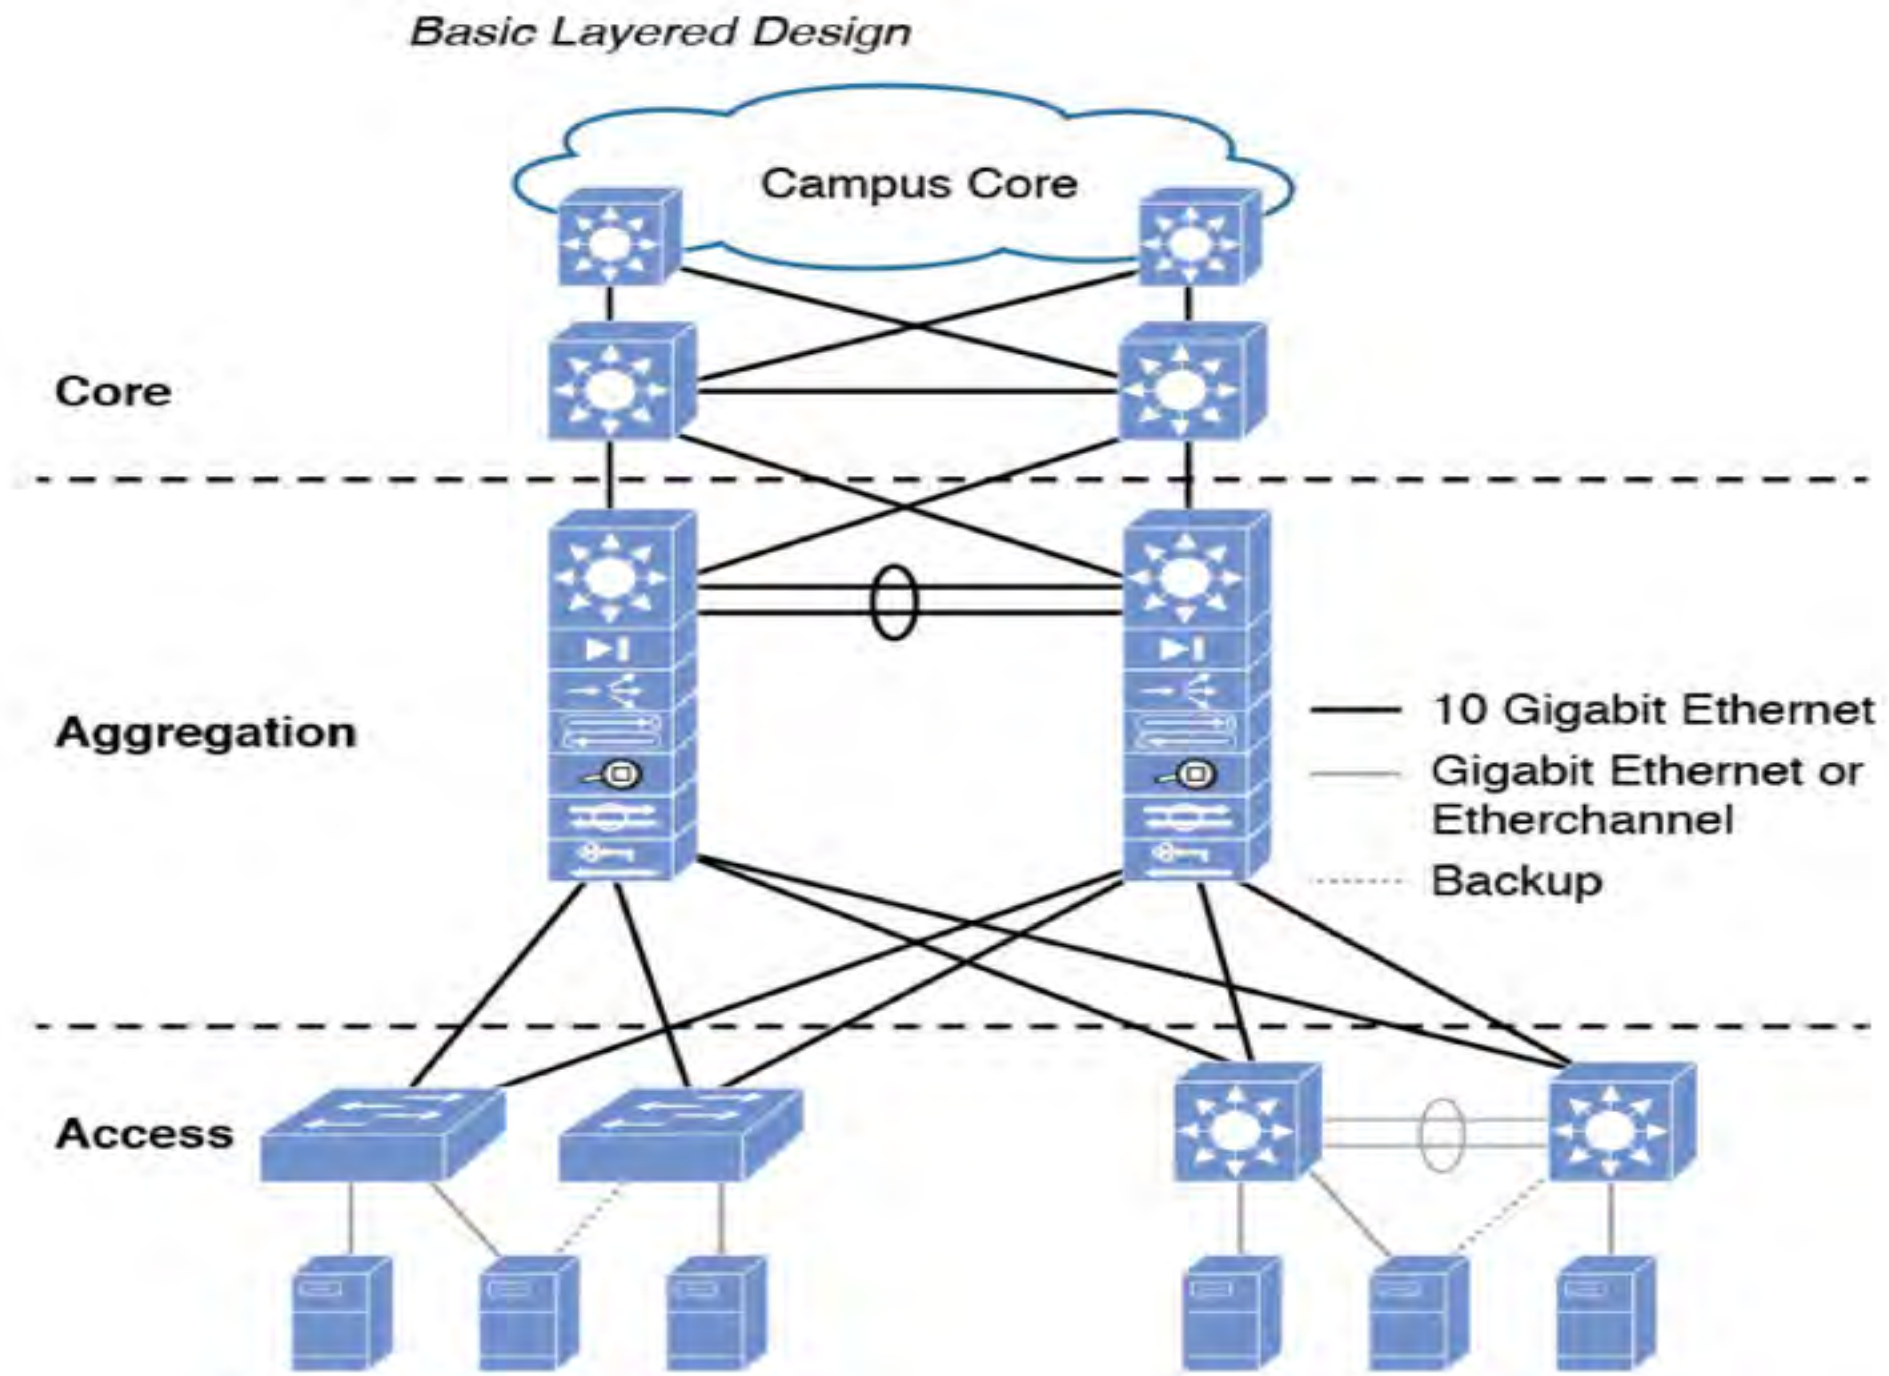 Basic Layered Design
Campus Core
Core
Aggregation
10 Gigabit Ethernet
Gigabit Ethernet or
Etherchannel
Backup
Access